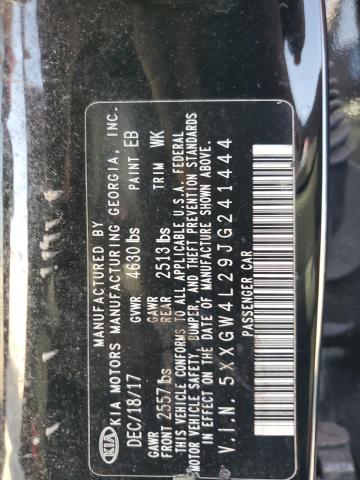 KIA
MANUFACTURED BY
KIA MOTORS MANUFACTURING GEORGIA, INC.
DEC/18/17 GVWR 4630 lbs PAINT EB
GAWR FRONT 2557 lbs GAWR REAR 2513 lbs TRIM WK
THIS VEHICLE CONFORMS TO ALL APPLICABLE U.S.A. FEDERAL
MOTOR VEHICLE SAFETY, BUMPER, AND THEFT PREVENTION STANDARDS
IN EFFECT ON THE DATE OF MANUFACTURE SHOWN ABOVE.
V.I.N. 5XXGW4L29JG241444
PASSENGER CAR